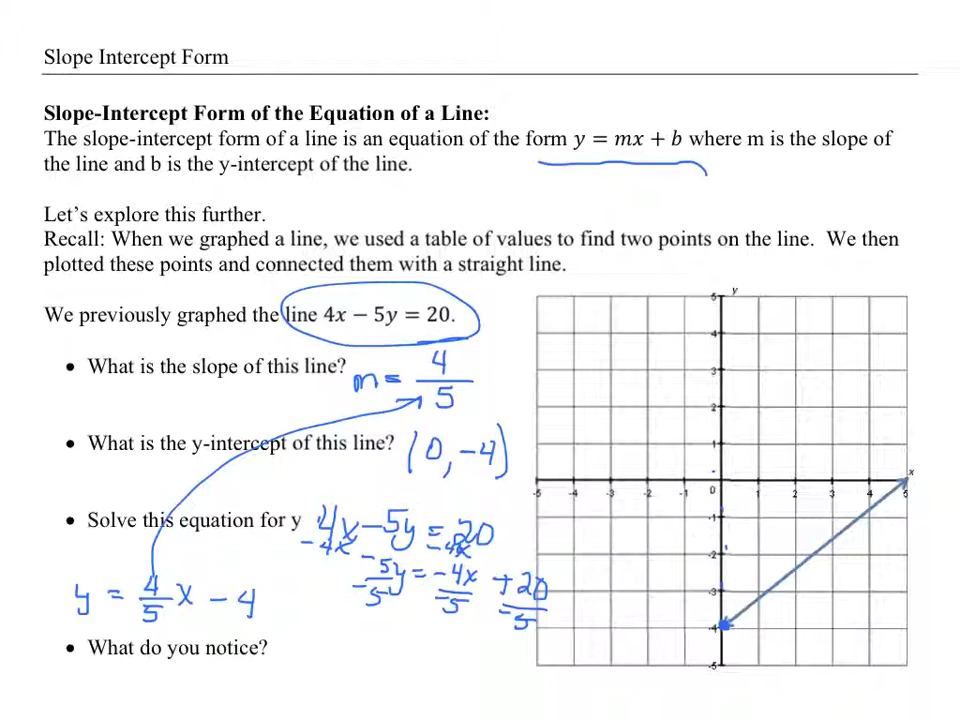 Slope Intercept Form
Slope-Intercept Form of the Equation of a Line:
The slope-intercept form of a line is an equation of the form y = mx + b where m is the slope of
the line and b is the y-intercept of the line.
Let’s explore this further.
Recall: When we graphed a line, we used a table of values to find two points on the line. We then
plotted these points and connected them with a straight line.
We previously graphed the line 4x − 5y = 20.
• What is the slope of this line? m = 4/5
• What is the y-intercept of this line? (0, -4)
• Solve this equation for y 4x - 5y = 20
-4x -4x
-5y/-5 = -4x/-5 + 20/-5
y = 4/5 x - 4
• What do you notice?
y
5
4
3
2
1
x
-5 -4 -3 -2 -1 0 1 2 3 4 5
-1
-2
-3
-4
-5